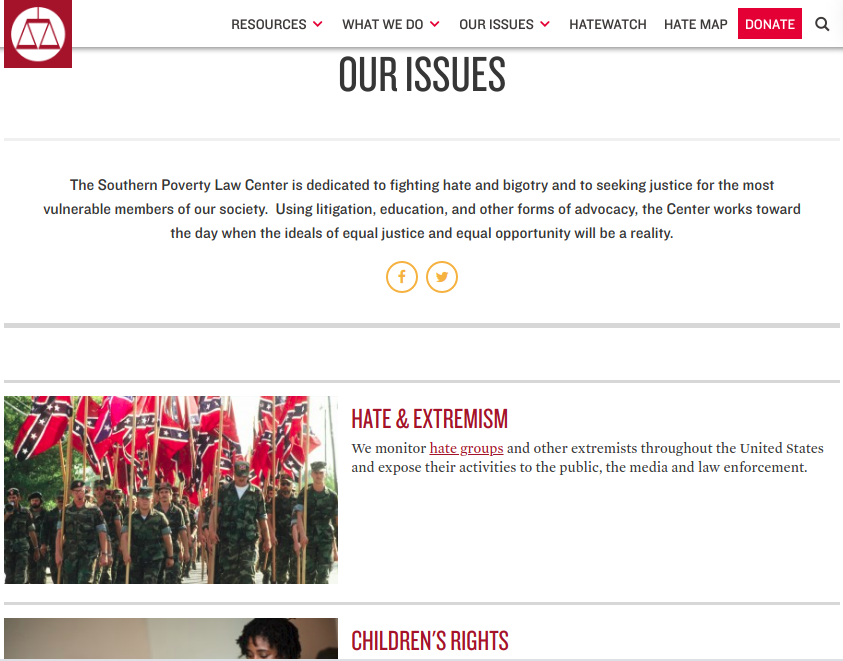 RESOURCES WHAT WE DO OUR ISSUES HATEWATCH HATE MAP DONATE
OUR ISSUES
The Southern Poverty Law Center is dedicated to fighting hate and bigotry and to seeking justice for the most
vulnerable members of our society.  Using litigation, education, and other forms of advocacy, the Center works toward
the day when the ideals of equal justice and equal opportunity will be a reality.
HATE & EXTREMISM
We monitor hate groups and other extremists throughout the United States
and expose their activities to the public, the media and law enforcement.
CHILDREN'S RIGHTS